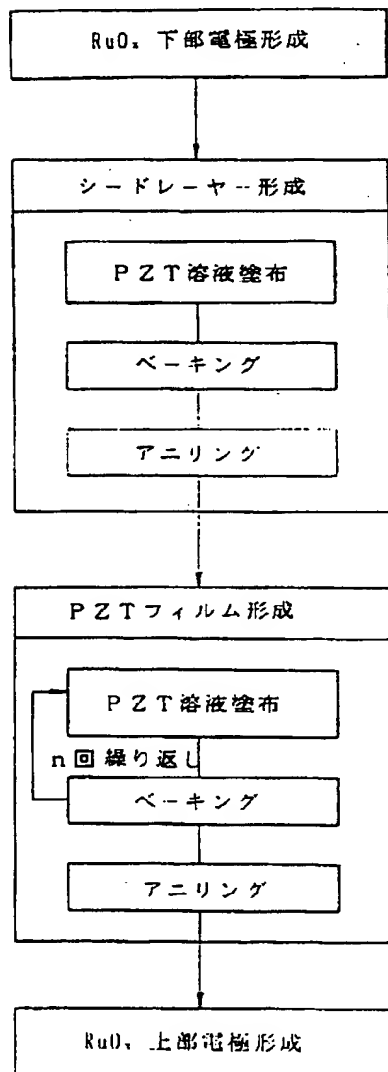 RuOₓ 下部電極形成
シードレーヤー形成
PZT溶液塗布
ベーキング
アニリング
PZTフィルム形成
PZT溶液塗布
n回繰り返し
ベーキング
アニリング
RuOₓ 上部電極形成